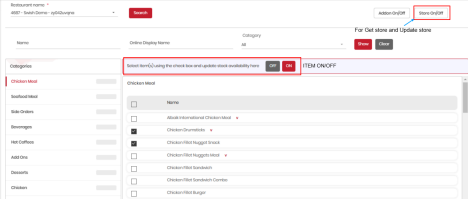 Restaurant name: *
Search
Addon On/Off
Store On/Off
For Get store and Update store
Name
Online Display Name
Category
All
Show
Clear
Categories
Select item(s) using the check box and update stock availability here
OFF
ON
ITEM ON/OFF
Chicken Meal
Seafood Meal
Side Orders
Beverages
Hot Coffees
Add Ons
Desserts
Chicken
Chicken Meal
Name
Albaik International Chicken Meal
Chicken Drumsticks
Chicken Fillet Nugget Snack
Chicken Fillet Nuggets Meal
Chicken Fillet Sandwich
Chicken Fillet Sandwich Combo
Chicken Fillet Burger